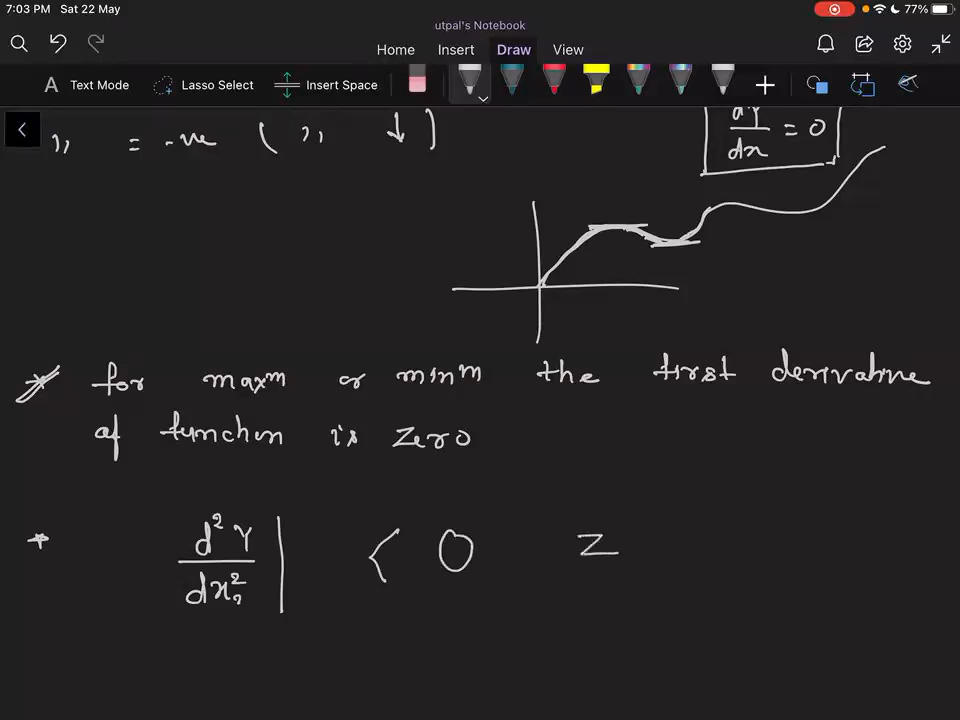 7:03 PM Sat 22 May 77%
utpal's Notebook
Home Insert Draw View
A Text Mode Lasso Select Insert Space
,, = -ve ( ,, ↓ )
dY/dx = 0
for maxm or minm the first derivative
of function is zero
d²Y/dx² | < 0 Z